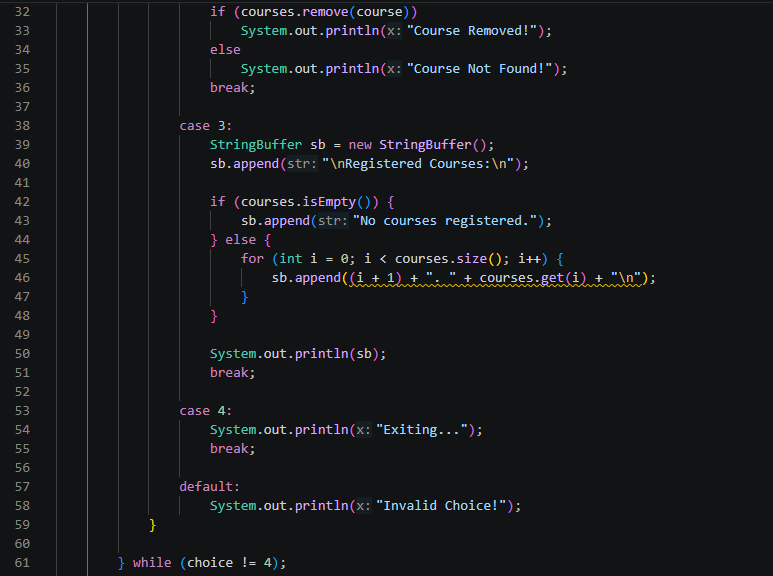 32 if (courses.remove(course))
33 System.out.println(x: "Course Removed!");
34 else
35 System.out.println(x: "Course Not Found!");
36 break;
37
38 case 3:
39 StringBuffer sb = new StringBuffer();
40 sb.append(str: "\nRegistered Courses:\n");
41
42 if (courses.isEmpty()) {
43 sb.append(str: "No courses registered.");
44 } else {
45 for (int i = 0; i < courses.size(); i++) {
46 sb.append((i + 1) + ". " + courses.get(i) + "\n");
47 }
48 }
49
50 System.out.println(sb);
51 break;
52
53 case 4:
54 System.out.println(x: "Exiting...");
55 break;
56
57 default:
58 System.out.println(x: "Invalid Choice!");
59 }
60
61 } while (choice != 4);